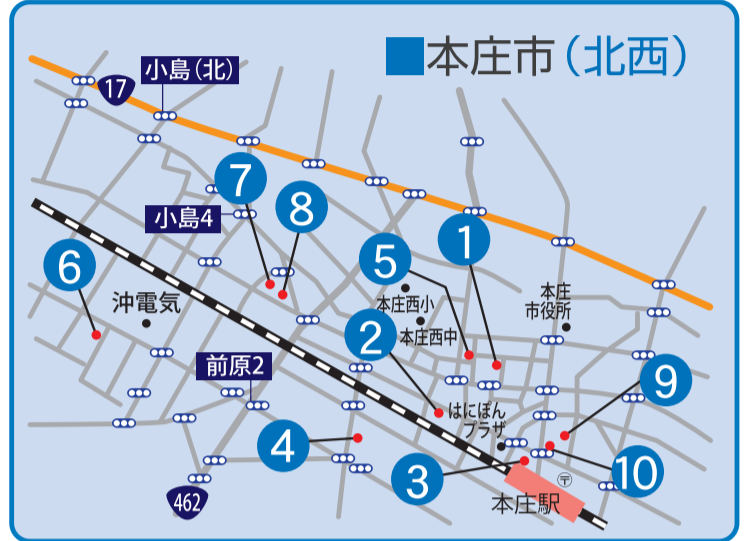 ■本庄市(北西)
小島(北)
17
7
8
小島4
1
5
6
沖電気
本庄西小
本庄
市役所
2
本庄西中
前原2
9
はにぽん
プラザ
4
3
10
〒
462
本庄駅